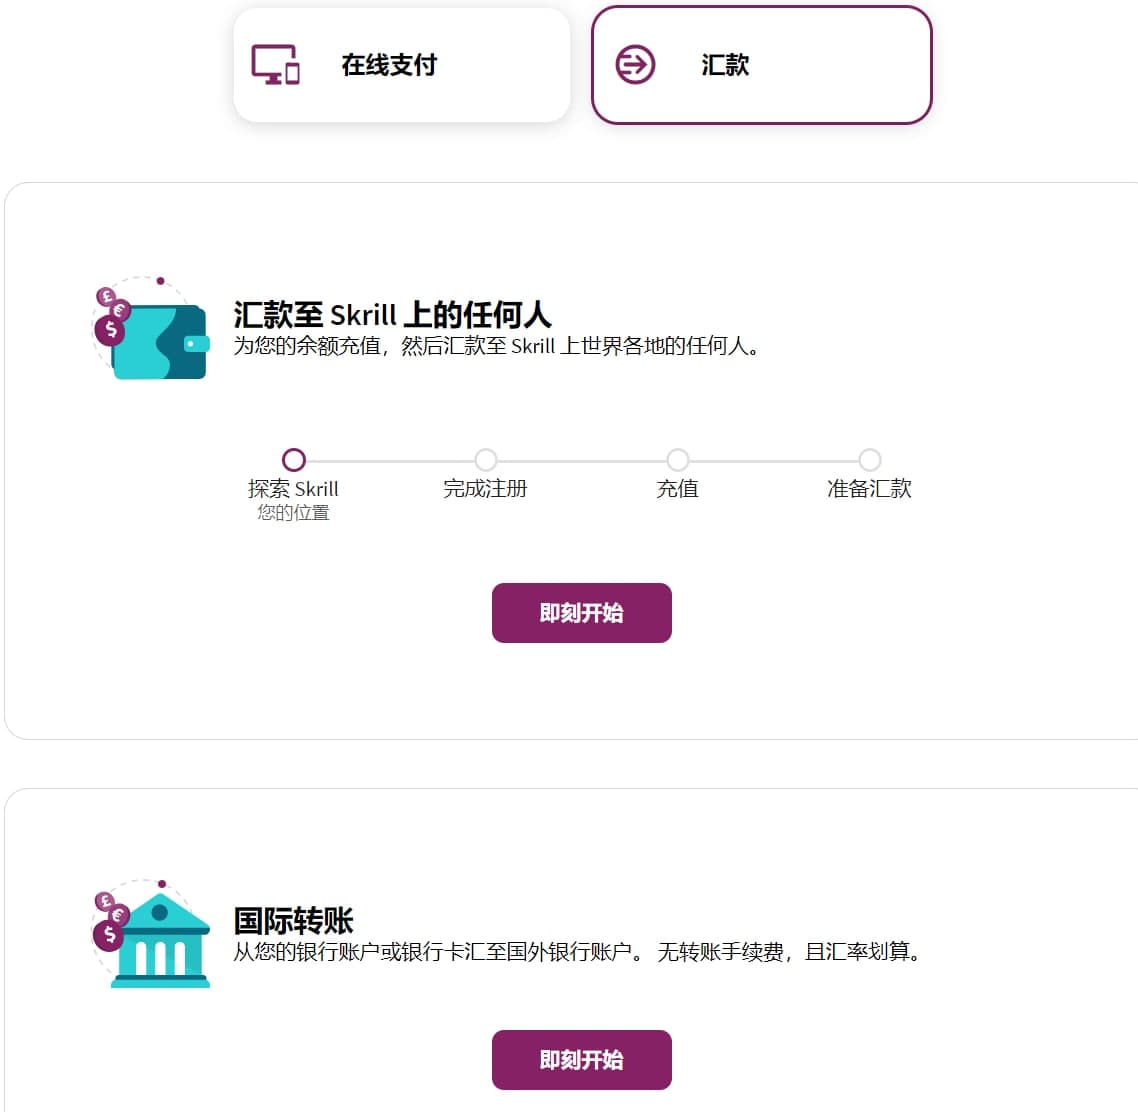 在线支付
汇款
£
€
$
汇款至 Skrill 上的任何人
为您的余额充值，然后汇款至 Skrill 上世界各地的任何人。
探索 Skrill
您的位置
完成注册
充值
准备汇款
即刻开始
£
€
$
国际转账
从您的银行账户或银行卡汇至国外银行账户。 无转账手续费，且汇率划算。
即刻开始